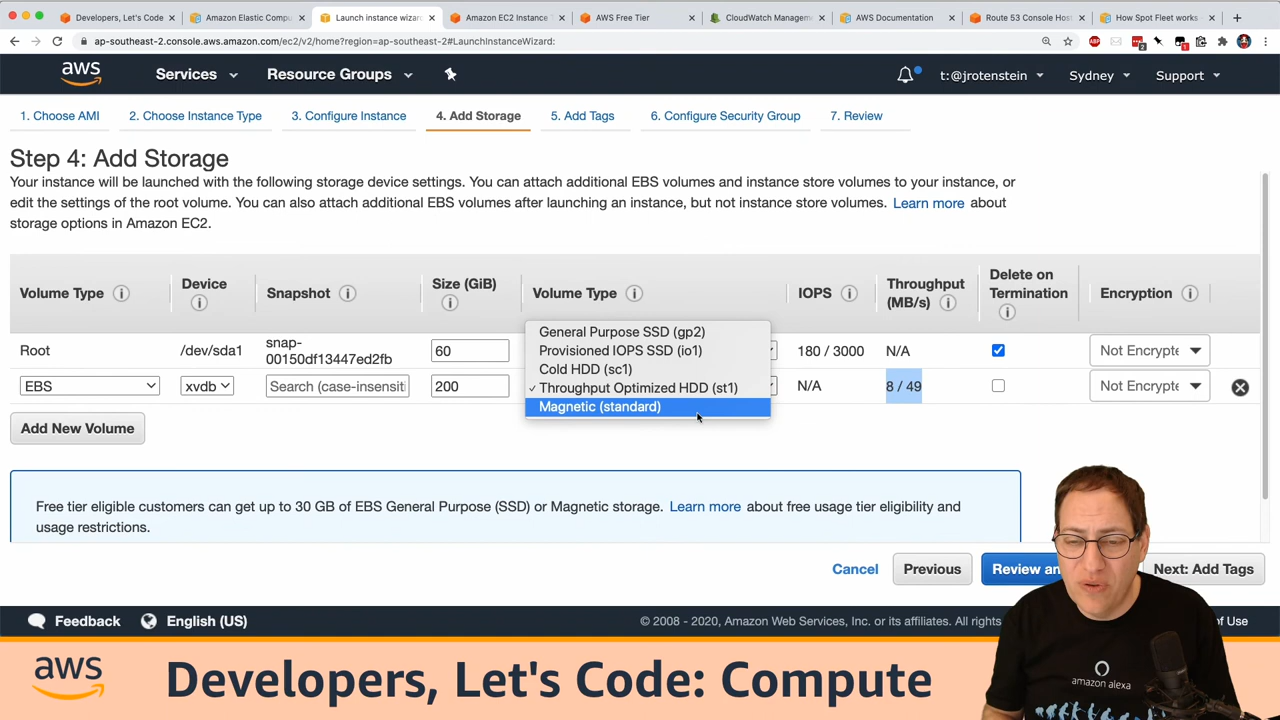 Developers, Let's Code
Amazon Elastic Compu
Launch instance wizar
Amazon EC2 Instance T
AWS Free Tier
CloudWatch Managem
AWS Documentation
Route 53 Console Hos
How Spot Fleet works
ap-southeast-2.console.aws.amazon.com/ec2/v2/home?region=ap-southeast-2#LaunchInstanceWizard:
aws
Services
Resource Groups
t:@jrotenstein
Sydney
Support
1. Choose AMI
2. Choose Instance Type
3. Configure Instance
4. Add Storage
5. Add Tags
6. Configure Security Group
7. Review
Step 4: Add Storage
Your instance will be launched with the following storage device settings. You can attach additional EBS volumes and instance store volumes to your instance, or
edit the settings of the root volume. You can also attach additional EBS volumes after launching an instance, but not instance store volumes. Learn more about
storage options in Amazon EC2.
Volume Type
Device
Snapshot
Size (GiB)
Volume Type
IOPS
Throughput
(MB/s)
Delete on
Termination
Encryption
Root
/dev/sda1
snap-
00150df13447ed2fb
60
180 / 3000
N/A
Not Encrypte
EBS
xvdb
Search (case-insensit
200
N/A
8 / 49
Not Encrypte
General Purpose SSD (gp2)
Provisioned IOPS SSD (io1)
Cold HDD (sc1)
Throughput Optimized HDD (st1)
Magnetic (standard)
Add New Volume
Free tier eligible customers can get up to 30 GB of EBS General Purpose (SSD) or Magnetic storage. Learn more about free usage tier eligibility and
usage restrictions.
Cancel
Previous
Review an
Next: Add Tags
Feedback
English (US)
© 2008 - 2020, Amazon Web Services, Inc. or its affiliates. All rights
of Use
aws
Developers, Let's Code: Compute
amazon alexa